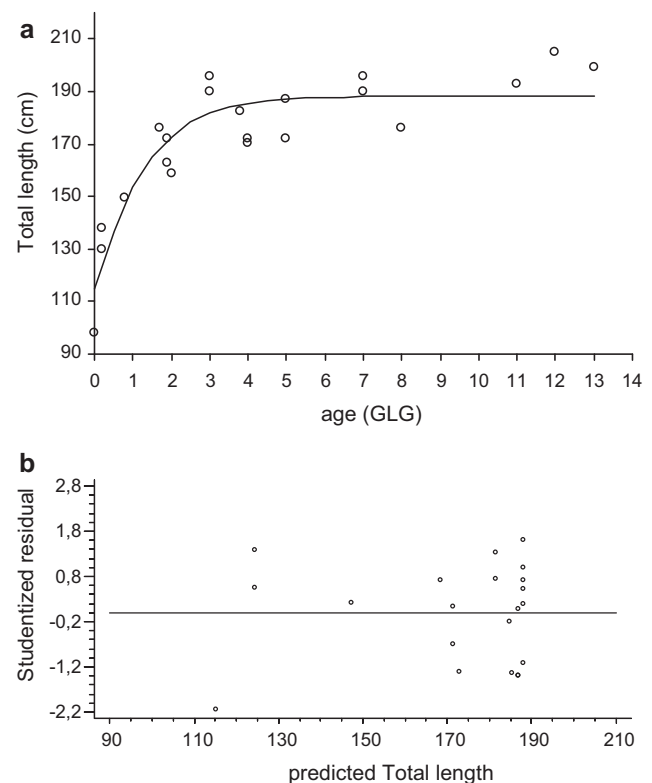 a
Total length (cm)
210
190
170
150
130
110
90
0 1 2 3 4 5 6 7 8 9 10 11 12 13 14
age (GLG)
b
Studentized residual
2,8
1,8
0,8
-0,2
-1,2
-2,2
90 110 130 150 170 190 210
predicted Total length